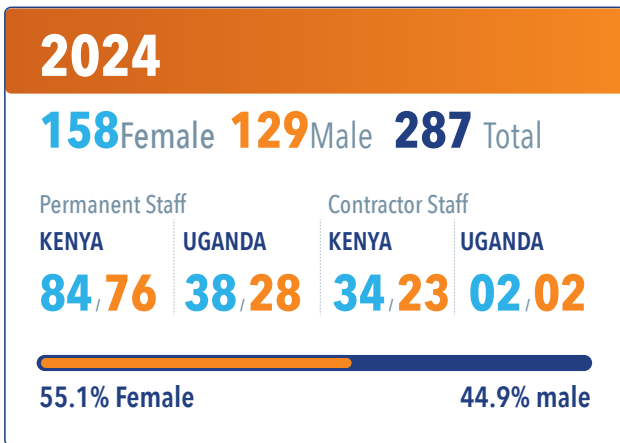 2024
158Female 129Male 287 Total
Permanent Staff Contractor Staff
KENYA UGANDA KENYA UGANDA
84/76 38/28 34/23 02/02
55.1% Female 44.9% male